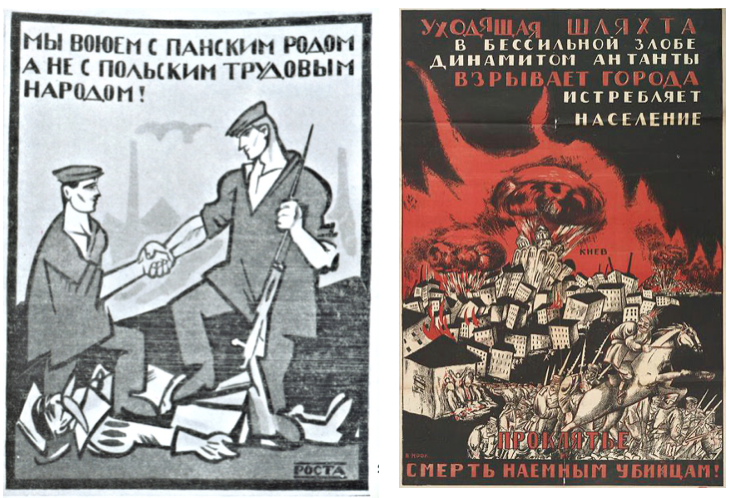 МЫ ВОЮЕМ С ПАНСКИМ РОДОМ
А НЕ С ПОЛЬСКИМ ТРУДОВЫМ
НАРОДОМ!
РОСТА
УХОДЯЩАЯ ШЛЯХТА
В БЕССИЛЬНОЙ ЗЛОБЕ
ДИНАМИТОМ АНТАНТЫ
ВЗРЫВАЕТ ГОРОДА
ИСТРЕБЛЯЕТ
НАСЕЛЕНИЕ
КИЕВ
ПРОКЛЯТЬЕ
СМЕРТЬ НАЕМНЫМ УБИЙЦАМ!